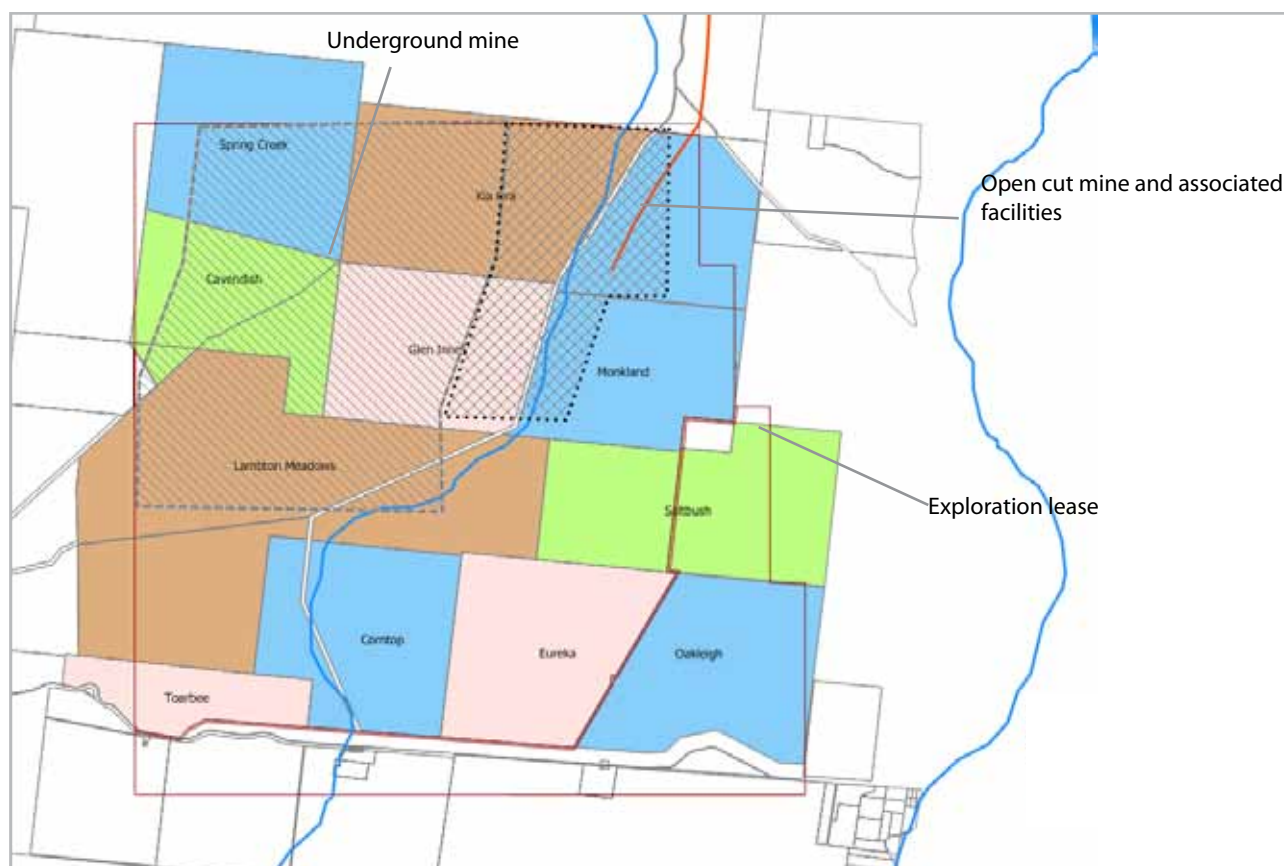 Underground mine
Spring Creek
Open cut mine and associated
facilities
Cavendish
Glen Innes
Monkland
Lambton Meadows
Saltbush
Exploration lease
Corntop
Eureka
Oakleigh
Toerbee